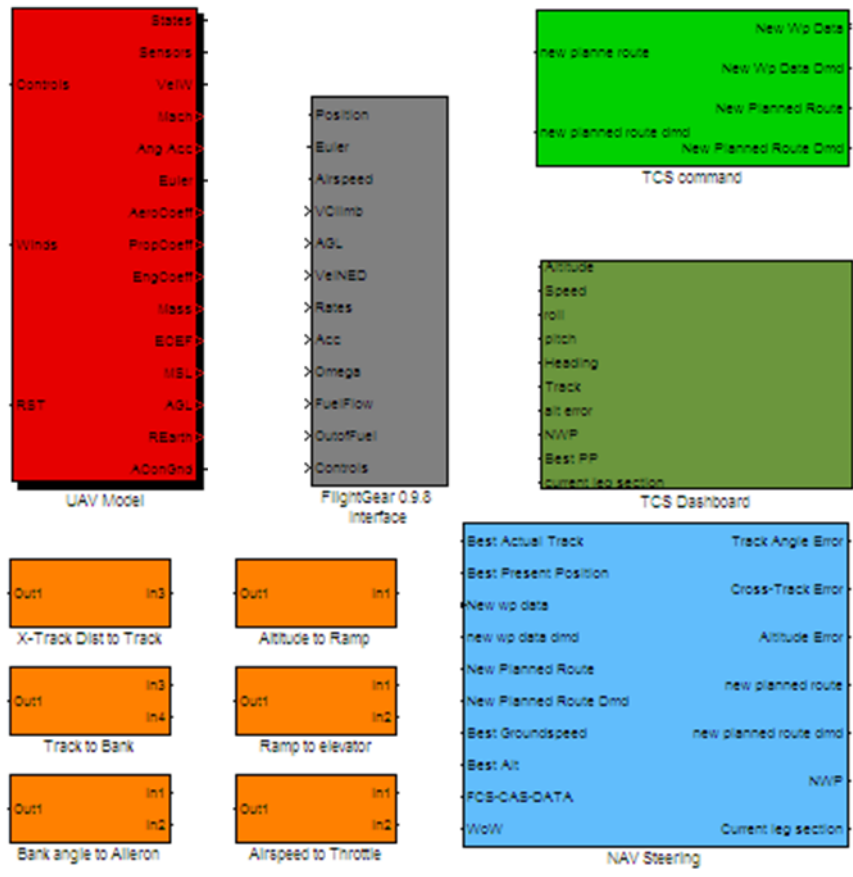 States
Sensors
Controls
VelW
Mach
Ang Acc
Euler
AeroCoeff
Winds
PropCoeff
EngCoeff
Mass
ECEF
MSL
RST
AGL
REarth
AConGnd
UAV Model
Position
Euler
Airspeed
VClimb
AGL
VelNED
Rates
Acc
Omega
FuelFlow
OutofFuel
Controls
FlightGear 0.9.8
Interface
New Wp Data
new planne route
New Wp Data Dmd
New Planned Route
new planned route dmd
New Planned Route Dmd
TCS command
Altitude
Speed
roll
pitch
Heading
Track
alt error
NWP
Best PP
current leg section
TCS Dashboard
Out1 In3
X-Track Dist to Track
Out1 In1
Altitude to Ramp
In3
Out1
In4
Track to Bank
In1
Out1
In2
Ramp to elevator
In1
Out1
In2
Bank angle to Aileron
In1
Out1
In2
Airspeed to Throttle
Best Actual Track
Best Present Position
New wp data
new wp data dmd
New Planned Route
New Planned Route Dmd
Best Groundspeed
Best Alt
FCS-CAS-DATA
WoW
Track Angle Error
Cross-Track Error
Altitude Error
new planned route
new planned route dmd
NWP
Current leg section
NAV Steering